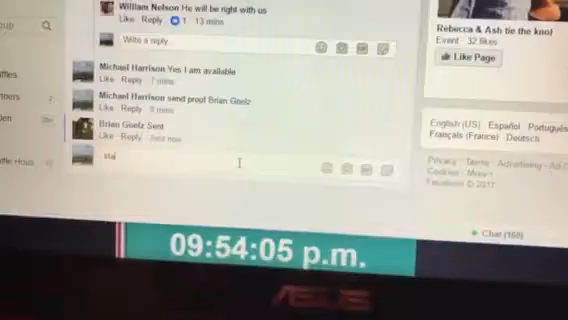 William Nelson He will be right with us
Like · Reply · 1 · 13 mins
Write a reply...
Michael Harrison Yes I am available
Like · Reply · 7 mins
Michael Harrison send proof Brian Goelz
Like · Reply · 5 mins
Brian Goelz Sent
Like · Reply · Just now
sta
Rebecca & Ash tie the knot
Event · 32 likes
Like Page
English (US) · Español · Português
Français (France) · Deutsch
Privacy · Terms · Advertising · Ad C
Cookies · More
Facebook © 2017
Chat (168)
09:54:05 p.m.
ASUS